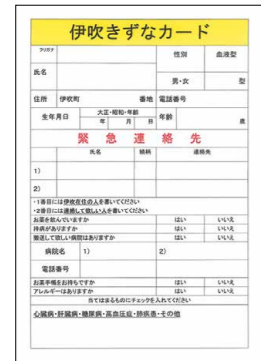 伊吹きずなカード
フリガナ 性別 血液型
氏名 男・女 型
住所 伊吹町 番地 電話番号
生年月日 大正・昭和・年齢 年 月 日 年齢 歳
緊急連絡先
氏名 続柄 連絡先
1)
2)
・1番目には伊吹在住の人を書いてください
・2番目には連絡して欲しい人を書いてください
お薬を飲んでいますか はい いいえ
持病がありますか はい いいえ
搬送して欲しい病院はありますか はい いいえ
病院名 1) 2)
電話番号
お薬手帳をお持ちですか はい いいえ
アレルギーはありますか はい いいえ
当てはまるものにチェックを入れてください
心臓病・肝臓病・糖尿病・高血圧症・肺疾患・その他